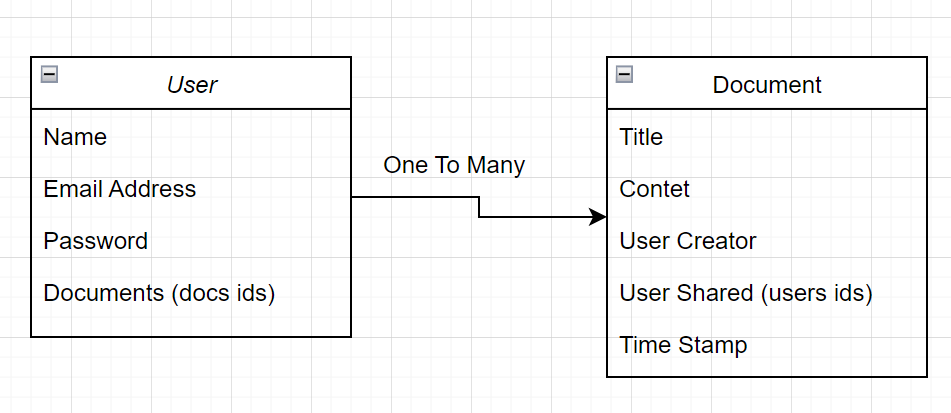 User
Name
Email Address
Password
Documents (docs ids)
One To Many
Document
Title
Contet
User Creator
User Shared (users ids)
Time Stamp